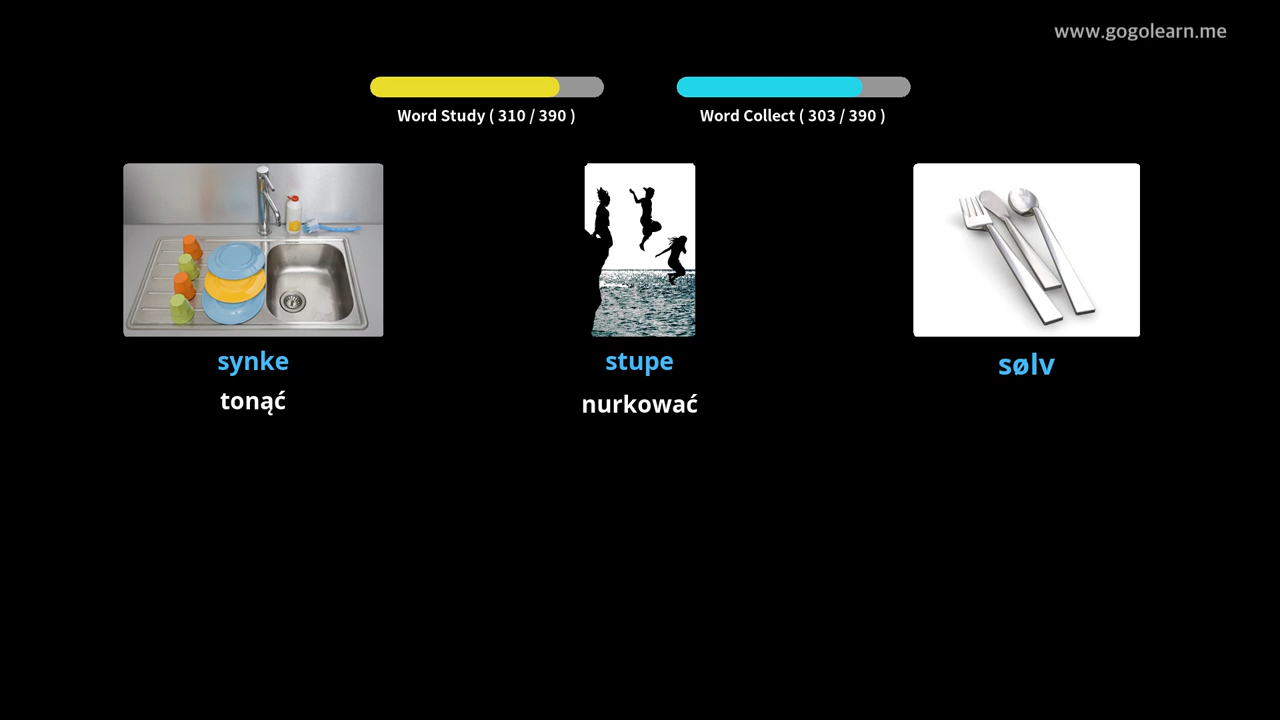 www.gogolearn.me
Word Study ( 310 / 390 )
Word Collect ( 303 / 390 )
synke
stupe
sølv
tonąć
nurkować